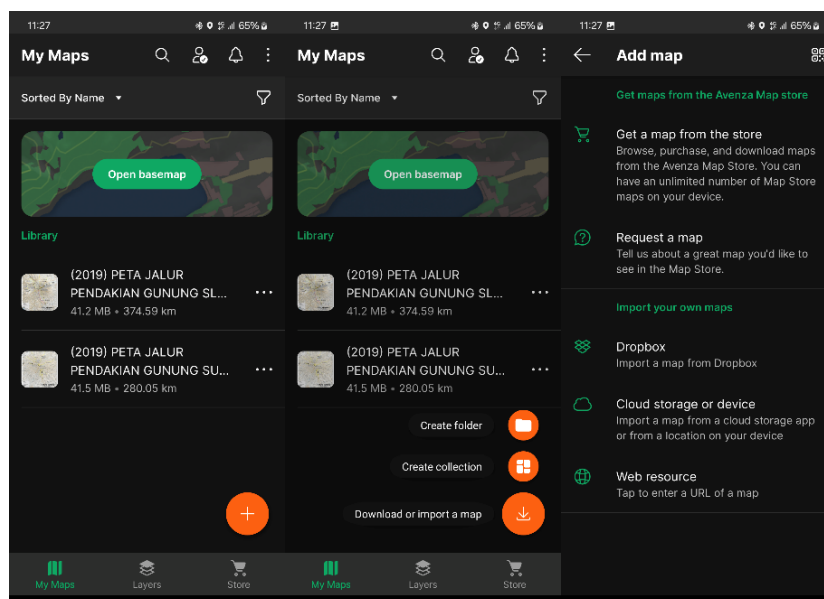 11:27
65%
My Maps
Sorted By Name
Open basemap
Library
(2019) PETA JALUR
PENDAKIAN GUNUNG SL...
41.2 MB • 374.59 km
(2019) PETA JALUR
PENDAKIAN GUNUNG SU...
41.5 MB • 280.05 km
My Maps
Layers
Store
11:27
65%
My Maps
Sorted By Name
Open basemap
Library
(2019) PETA JALUR
PENDAKIAN GUNUNG SL...
41.2 MB • 374.59 km
(2019) PETA JALUR
PENDAKIAN GUNUNG SU...
41.5 MB • 280.05 km
Create folder
Create collection
Download or import a map
My Maps
Layers
Store
11:27
65%
Add map
Get maps from the Avenza Map store
Get a map from the store
Browse, purchase, and download maps
from the Avenza Map Store. You can
have an unlimited number of Map Store
maps on your device.
Request a map
Tell us about a great map you'd like to
see in the Map Store.
Import your own maps
Dropbox
Import a map from Dropbox
Cloud storage or device
Import a map from a cloud storage app
or from a location on your device
Web resource
Tap to enter a URL of a map